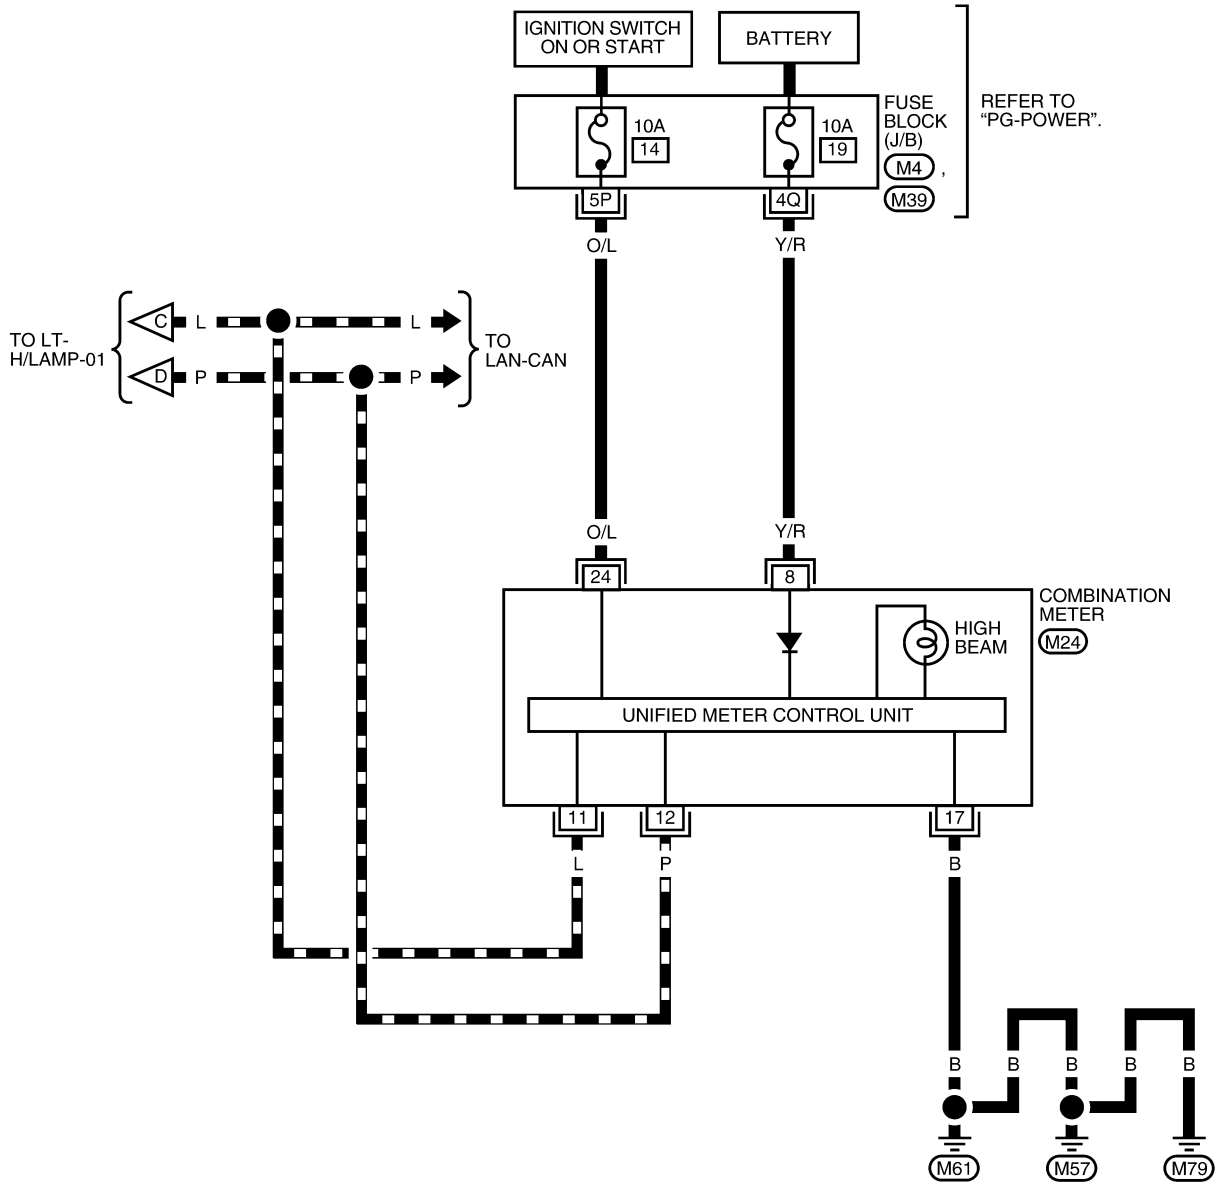 IGNITION SWITCH
ON OR START
BATTERY
10A
14
10A
19
FUSE
BLOCK
(J/B)
M4 ,
M39
REFER TO
“PG-POWER”.
5P
4Q
O/L
Y/R
TO LT-
H/LAMP-01
C
L
L
D
P
P
TO
LAN-CAN
O/L
Y/R
24
8
COMBINATION
METER
M24
HIGH
BEAM
UNIFIED METER CONTROL UNIT
11
12
17
L
P
B
B
B
B
B
B
M61
M57
M79